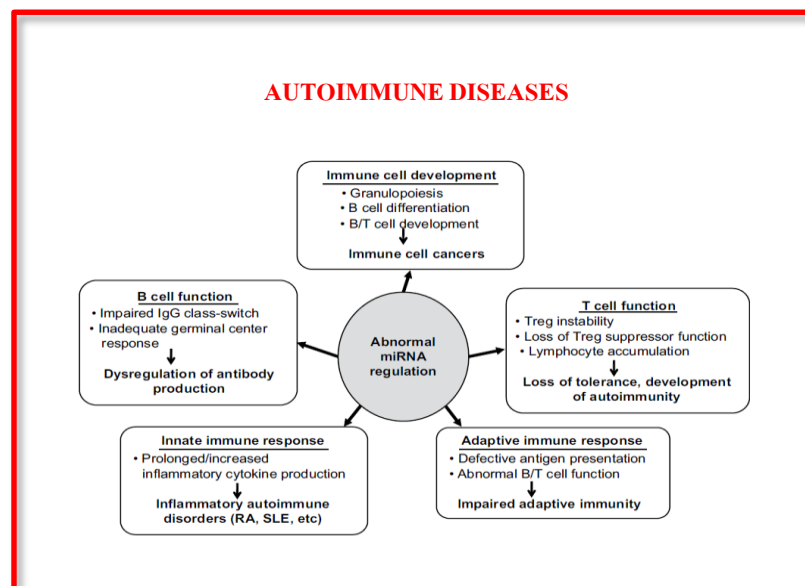 AUTOIMMUNE DISEASES
Immune cell development
• Granulopoiesis
• B cell differentiation
• B/T cell development
Immune cell cancers
B cell function
• Impaired IgG class-switch
• Inadequate germinal center
response
Dysregulation of antibody
production
Abnormal
miRNA
regulation
T cell function
• Treg instability
• Loss of Treg suppressor function
• Lymphocyte accumulation
Loss of tolerance, development
of autoimmunity
Innate immune response
• Prolonged/increased
inflammatory cytokine production
Inflammatory autoimmune
disorders (RA, SLE, etc)
Adaptive immune response
• Defective antigen presentation
• Abnormal B/T cell function
Impaired adaptive immunity